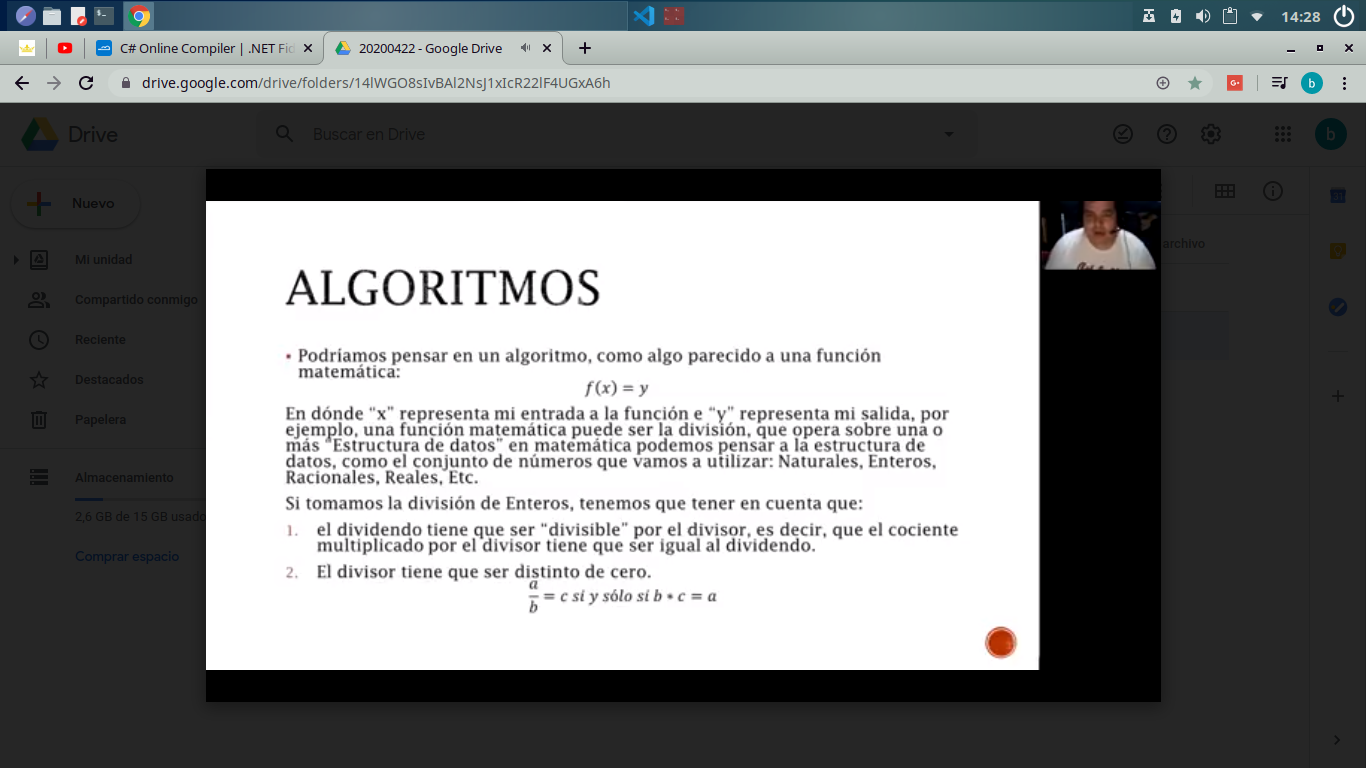 14:28
C# Online Compiler | .NET Fid
20200422 - Google Drive
drive.google.com/drive/folders/14lWGO8sIvBAl2NsJ1xIcR22lF4UGxA6h
G+
b
Drive
Buscar en Drive
b
Nuevo
Mi unidad
Compartido conmigo
Reciente
Destacados
Papelera
Almacenamiento
2,6 GB de 15 GB usado
Comprar espacio
archivo
ALGORITMOS
• Podríamos pensar en un algoritmo, como algo parecido a una función
matemática:
f(x) = y
En dónde “x” representa mi entrada a la función e “y” representa mi salida, por
ejemplo, una función matemática puede ser la división, que opera sobre una o
más “Estructura de datos” en matemática podemos pensar a la estructura de
datos, como el conjunto de números que vamos a utilizar: Naturales, Enteros,
Racionales, Reales, Etc.
Si tomamos la división de Enteros, tenemos que tener en cuenta que:
1. el dividendo tiene que ser “divisible” por el divisor, es decir, que el cociente
multiplicado por el divisor tiene que ser igual al dividendo.
2. El divisor tiene que ser distinto de cero.
a/b = c si y sólo si b * c = a